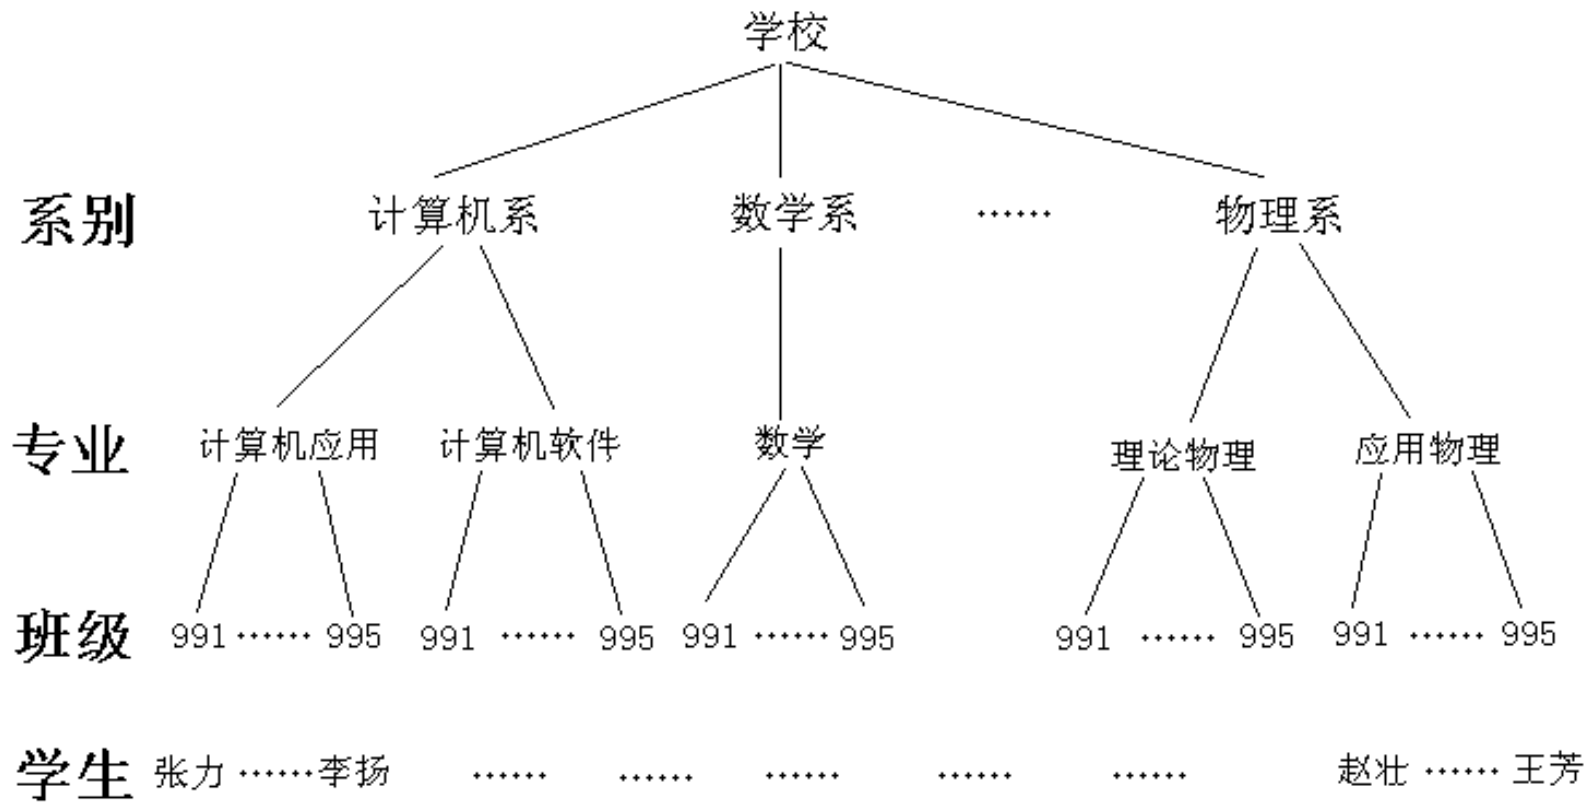 学校
系别 计算机系 数学系 …… 物理系
专业 计算机应用 计算机软件 数学 理论物理 应用物理
班级 991 …… 995 991 …… 995 991 …… 995 991 …… 995 991 …… 995
学生 张力 …… 李扬 …… …… …… …… …… 赵壮 …… 王芳